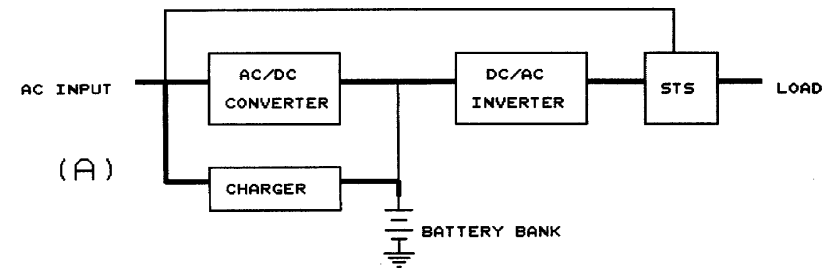 AC INPUT
AC/DC
CONVERTER
DC/AC
INVERTER
STS
LOAD
(A)
CHARGER
BATTERY BANK